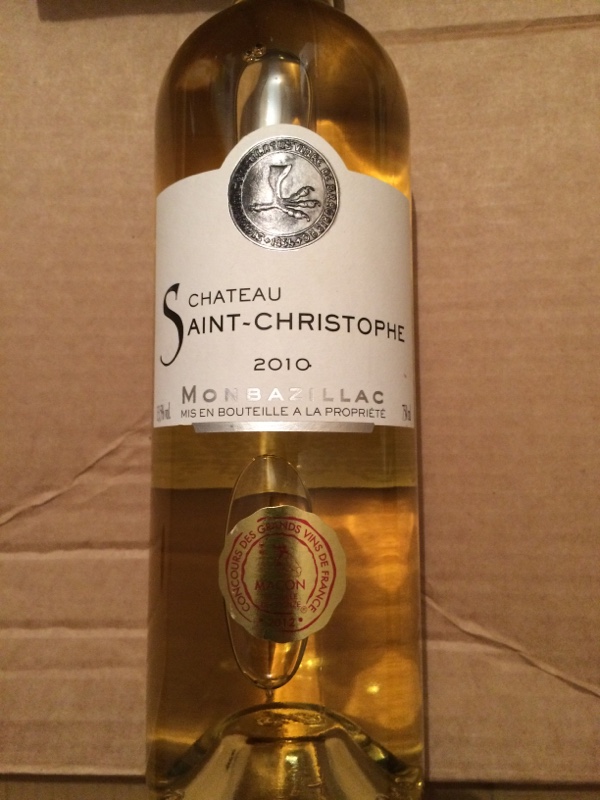 CHATEAU
SAINT-CHRISTOPHE
2010
MONBAZILLAC
MIS EN BOUTEILLE A LA PROPRIÉTÉ
CONCOURS DES GRANDS VINS DE FRANCE
MACON